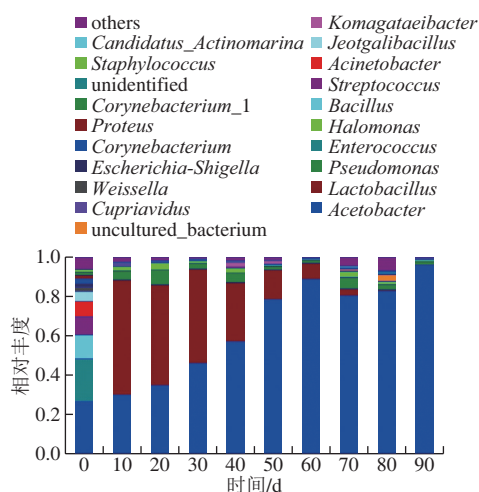 others
Candidatus_Actinomarina
Staphylococcus
unidentified
Corynebacterium_1
Proteus
Corynebacterium
Escherichia-Shigella
Weissella
Cupriavidus
uncultured_bacterium
Komagataeibacter
Jeotgalibacillus
Acinetobacter
Streptococcus
Bacillus
Halomonas
Enterococcus
Pseudomonas
Lactobacillus
Acetobacter
相对丰度
1.0
0.8
0.6
0.4
0.2
0.0
0 10 20 30 40 50 60 70 80 90
时间/d